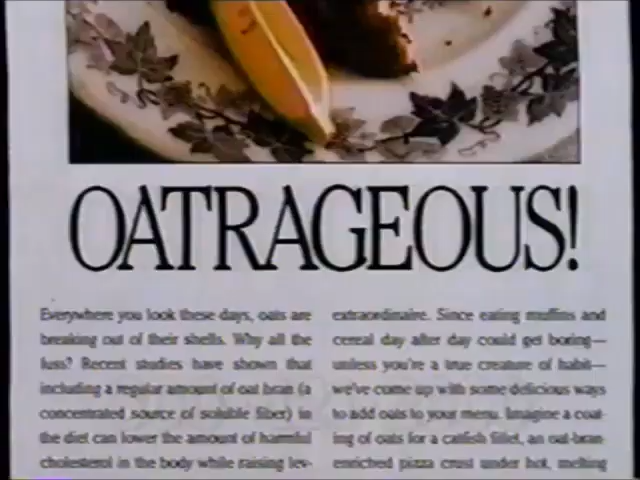 OATRAGEOUS!
Everywhere you look these days, oats are
breaking out of their shells. Why all the
fuss? Recent studies have shown that
including a regular amount of oat bran (a
concentrated source of soluble fiber) in
the diet can lower the amount of harmful
cholesterol in the body while raising lev-
extraordinaire. Since eating muffins and
cereal day after day could get boring—
unless you're a true creature of habit—
we've come up with some delicious ways
to add oats to your menu. Imagine a coat-
ing of oats for a catfish fillet, an oat-bran-
enriched pizza crust under hot, melting